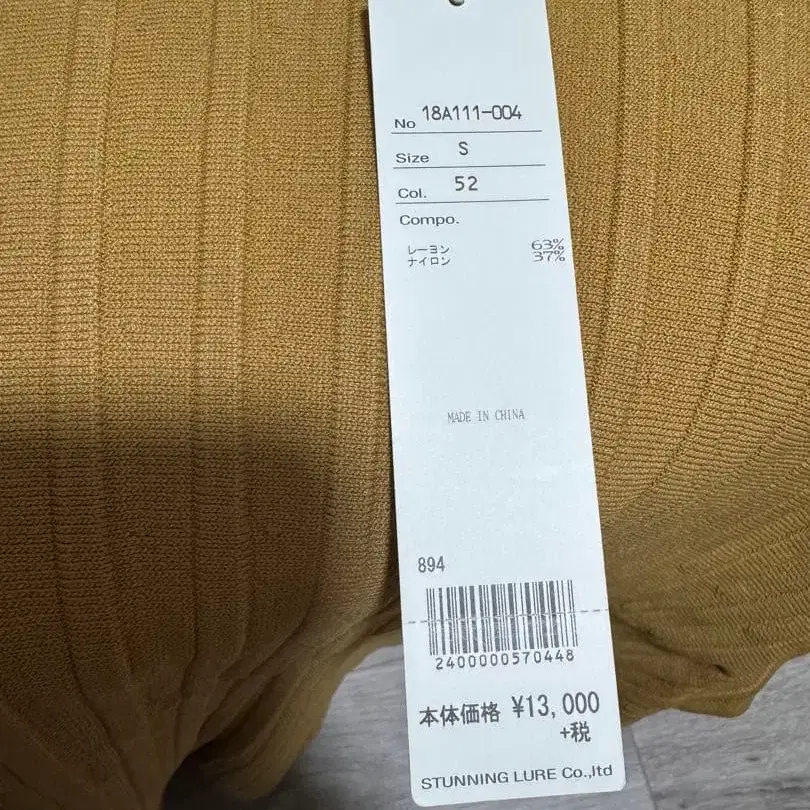 No 18A111-004
Size S
Col. 52
Compo.
レーヨン 63%
ナイロン 37%
MADE IN CHINA
894
2400000570448
本体価格 ¥13,000
+税
STUNNING LURE Co.,ltd